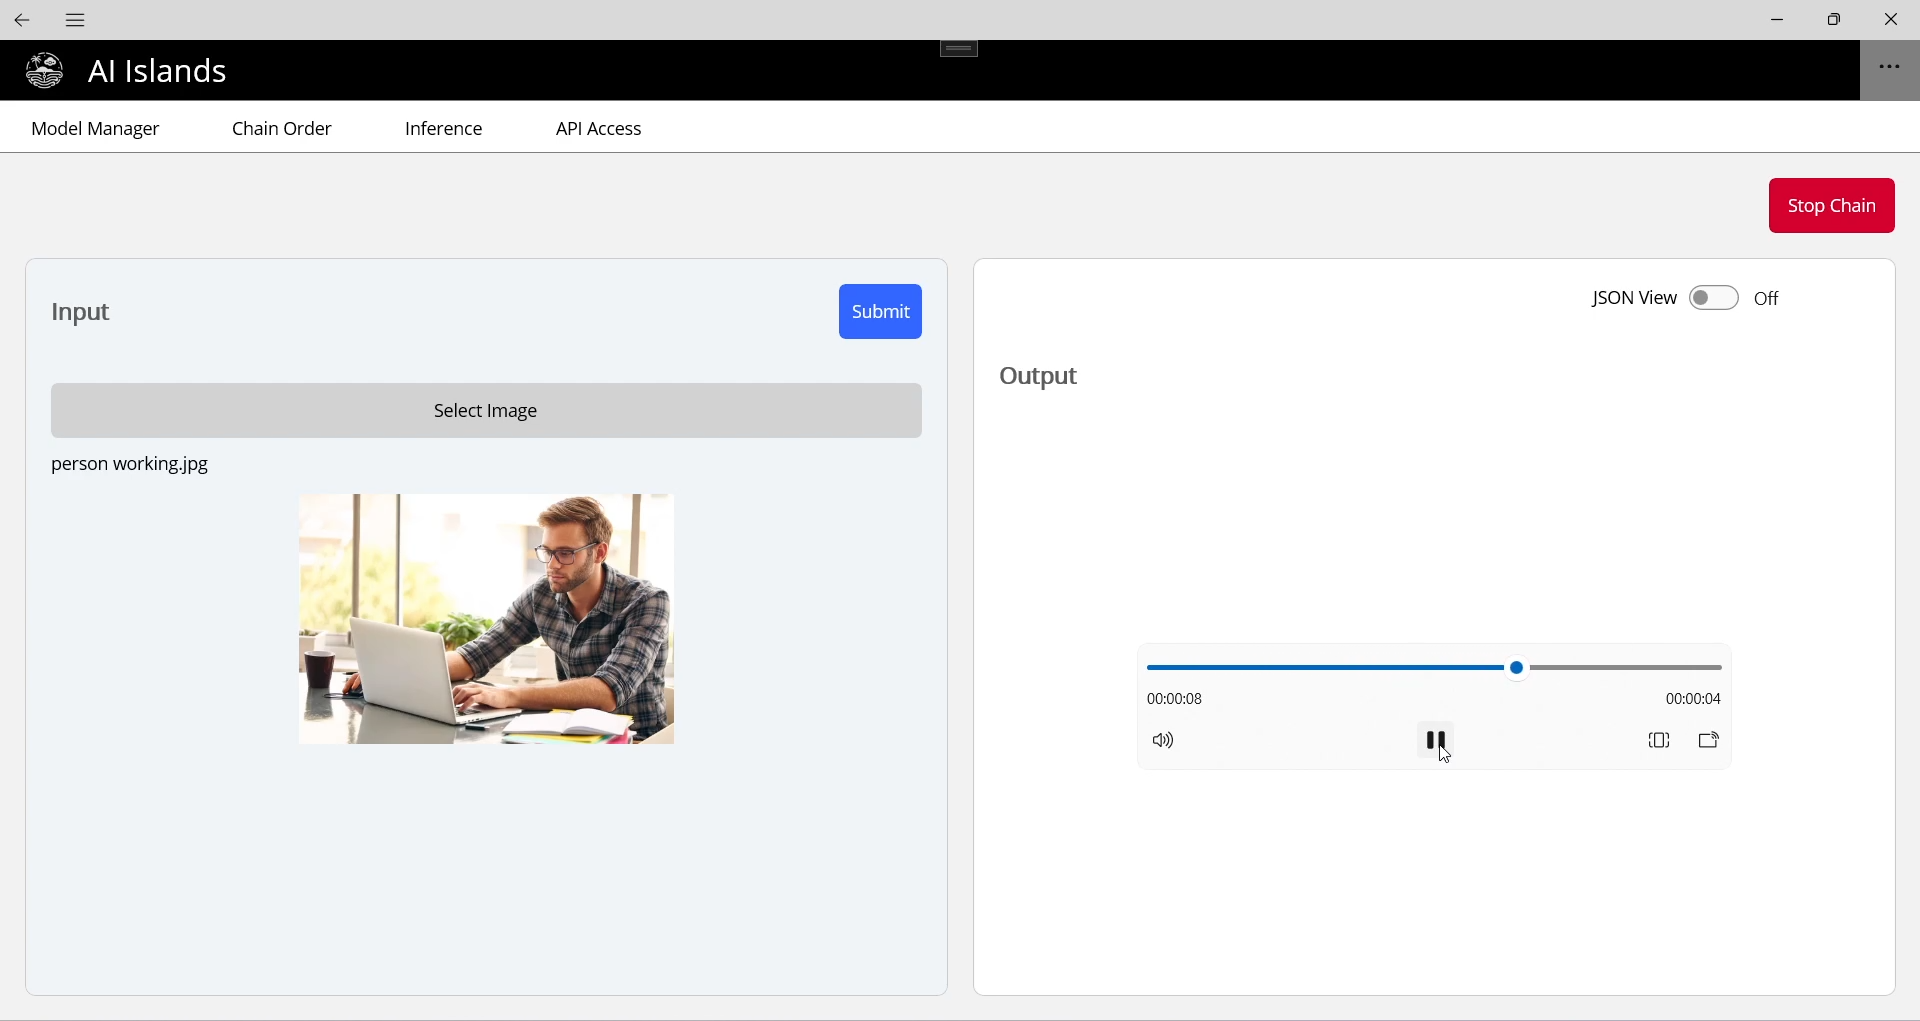 AI Islands
Model Manager
Chain Order
Inference
API Access
Stop Chain
Input
Submit
Select Image
person working.jpg
JSON View
Off
Output
00:00:08
00:00:04